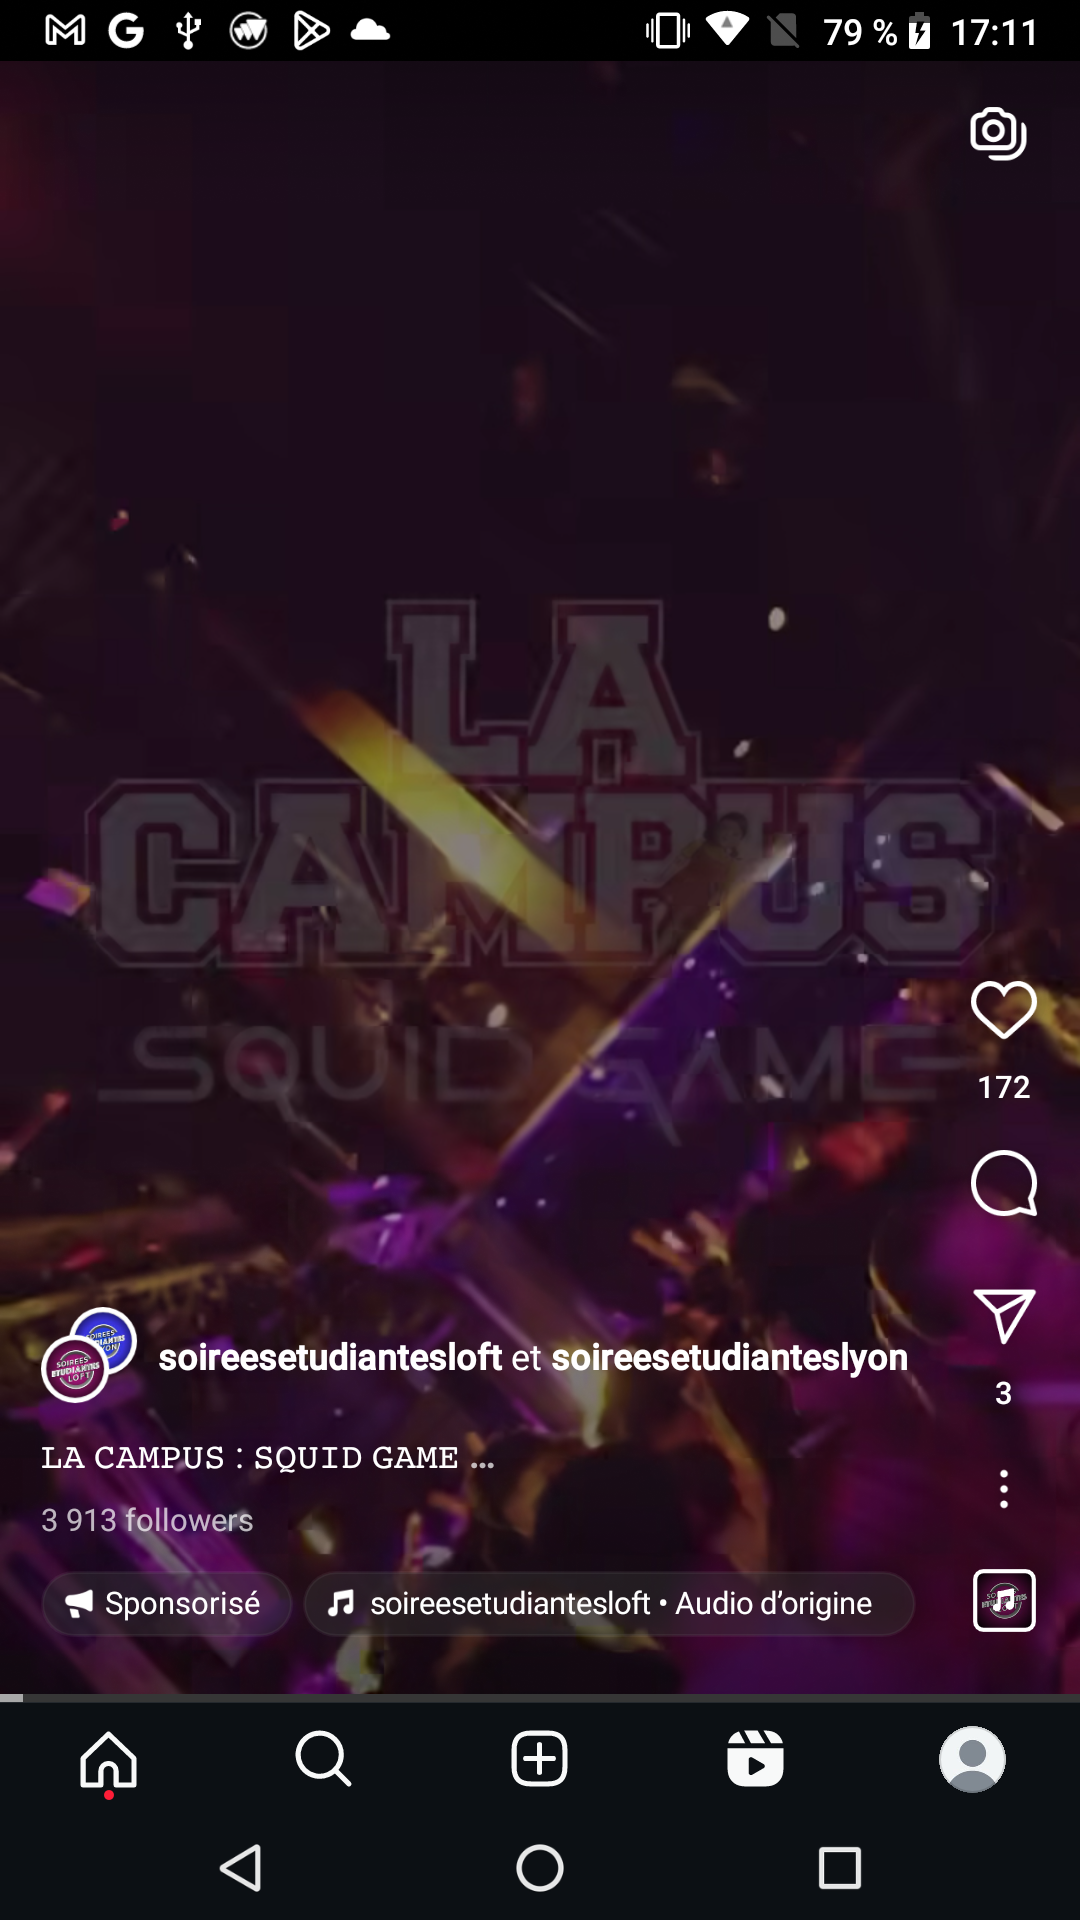 79 % 17:11
LA
CAMPUS
SQUID GAME
172
3
soireesetudiantesloft et soireesetudianteslyon
LA CAMPUS : SQUID GAME ...
3 913 followers
Sponsorisé
soireesetudiantesloft • Audio d’origine